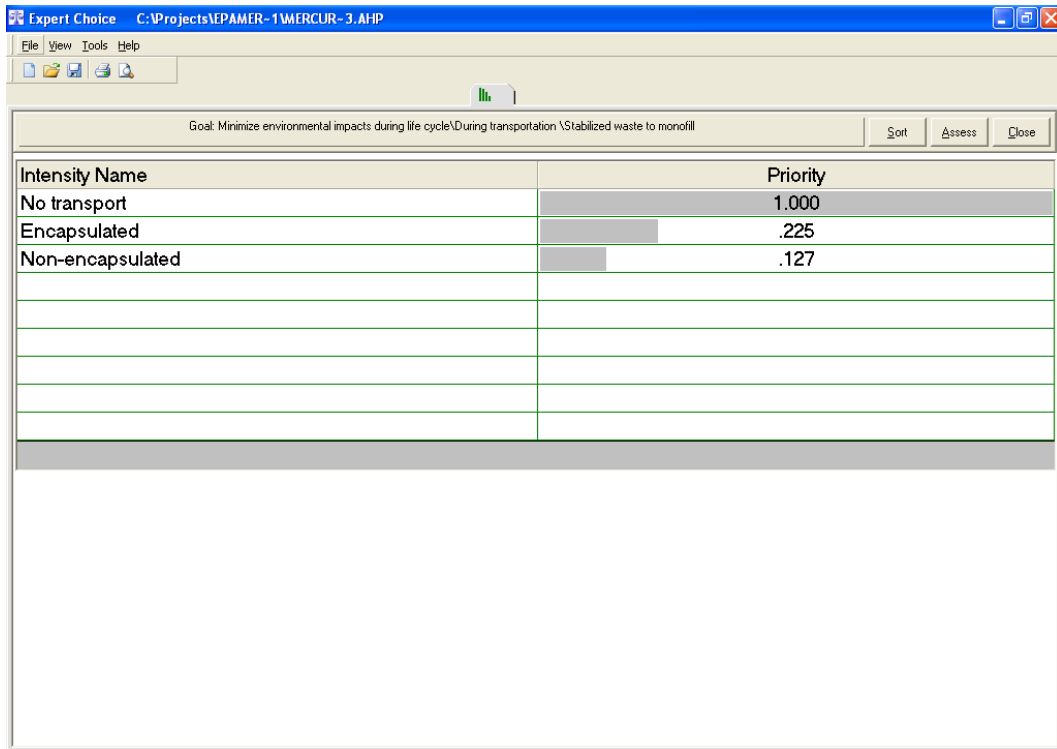 Expert Choice C:\Projects\EPAMER~1\MERCUR~3.AHP
File View Tools Help
Goal: Minimize environmental impacts during life cycle\During transportation \Stabilized waste to monofill Sort Assess Close
Intensity Name Priority
No transport 1.000
Encapsulated .225
Non-encapsulated .127